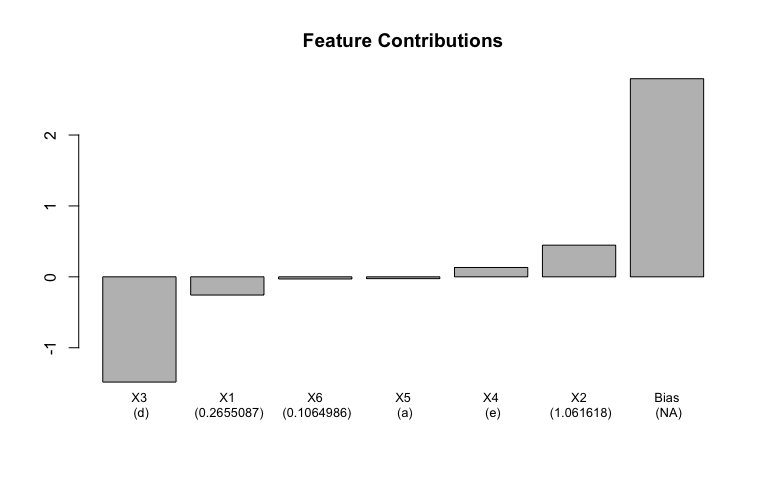 Feature Contributions
2
1
0
-1
X3 X1 X6 X5 X4 X2 Bias
(d) (0.2655087) (0.1064986) (a) (e) (1.061618) (NA)